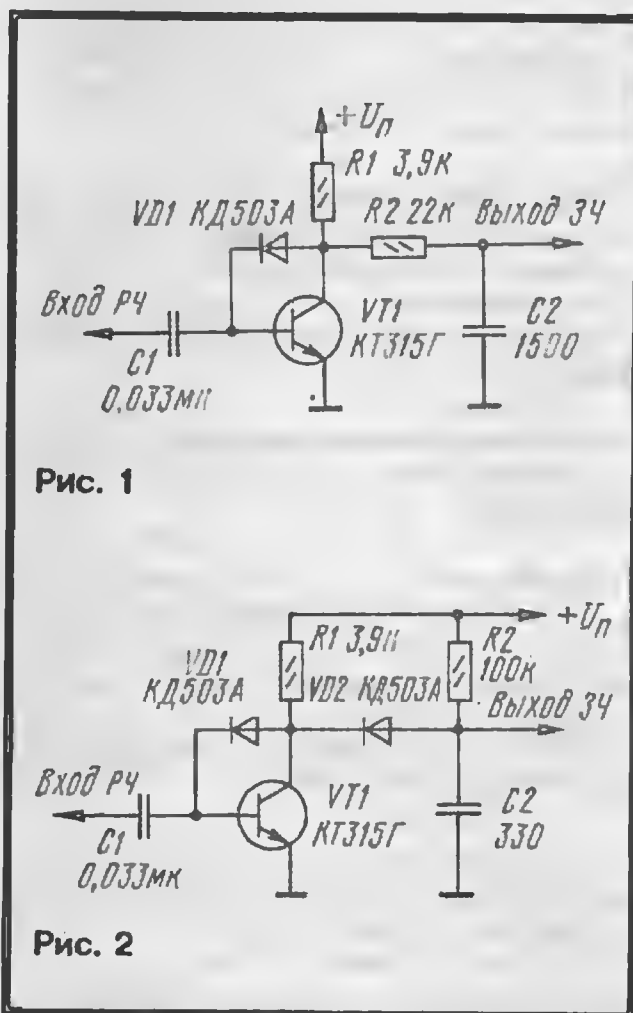 +Uп
R1 3,9к
VD1 КД503А
R2 22к
Выход ЗЧ
Вход РЧ
VT1
КТ315Г
C1
0,033мк
C2
1500
Рис. 1
+Uп
R1 3,9к
R2
100к
VD1
КД503А
VD2 КД503А
Выход ЗЧ
Вход РЧ
VT1
КТ315Г
C1
0,033мк
C2
330
Рис. 2